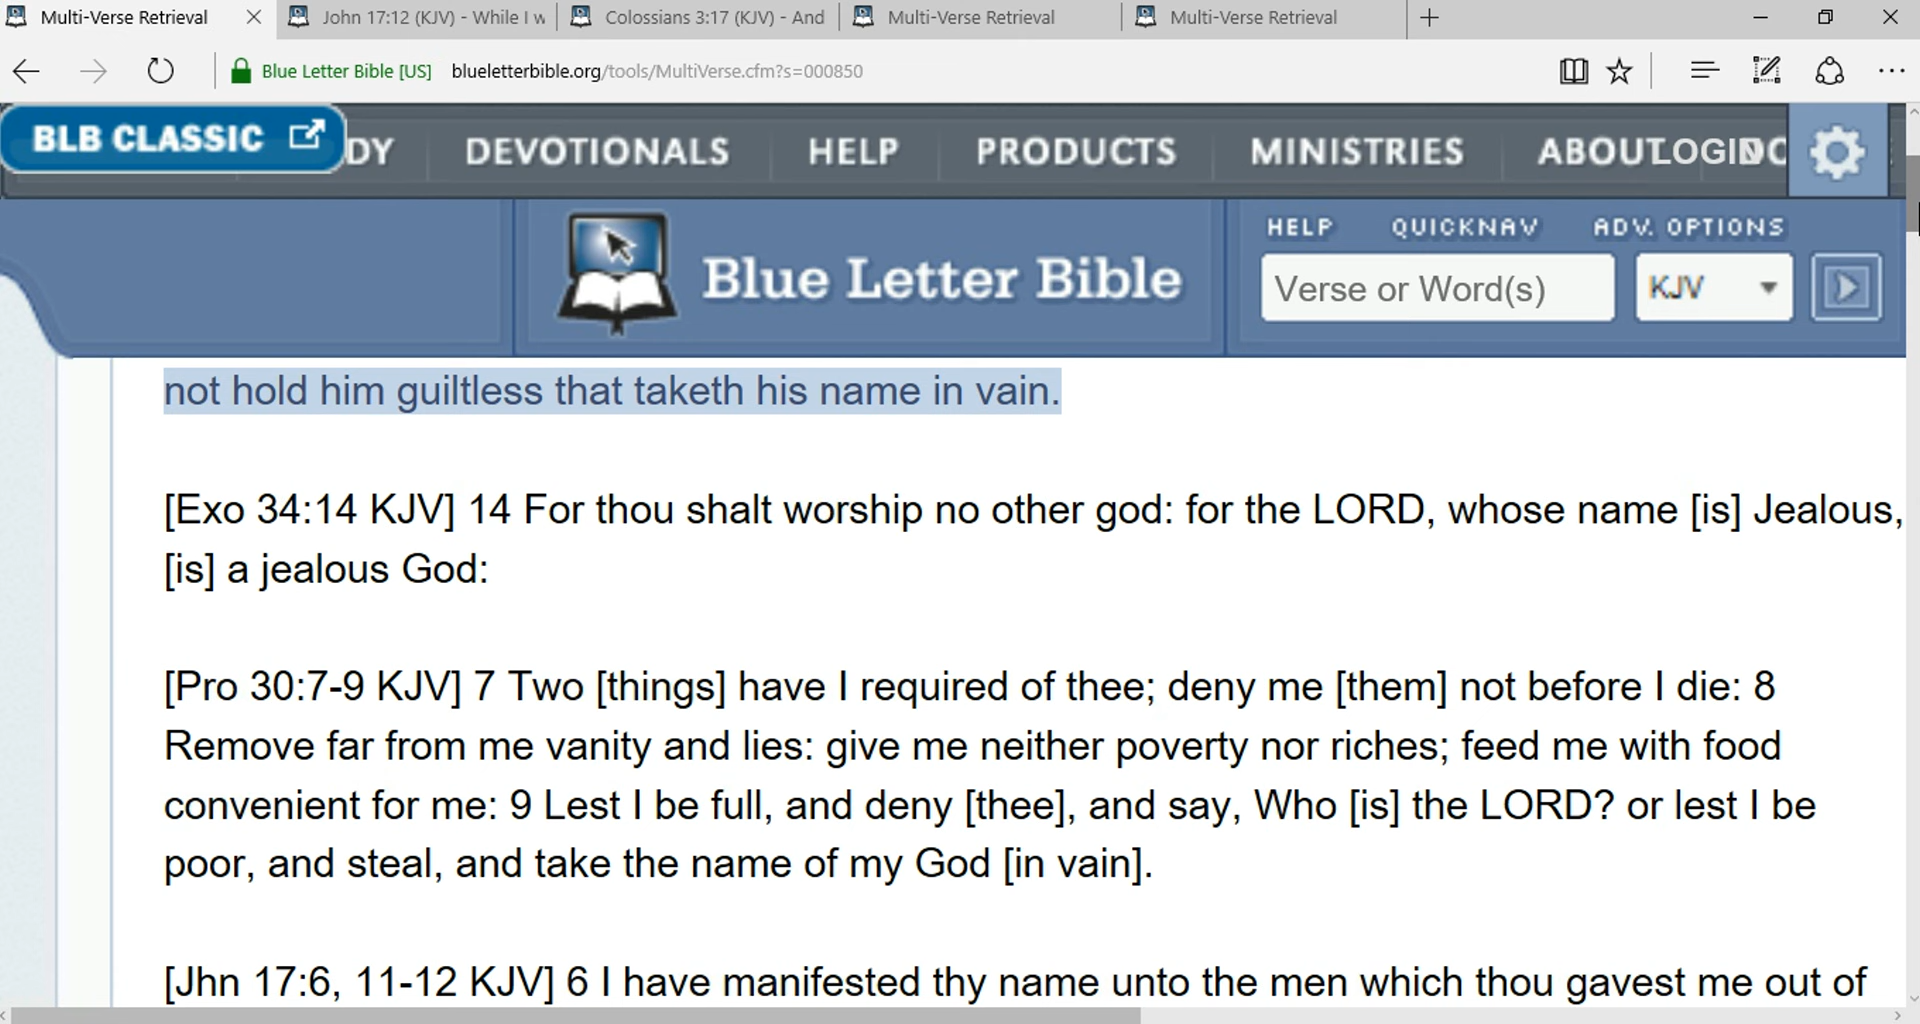 Multi-Verse Retrieval
John 17:12 (KJV) - While I w
Colossians 3:17 (KJV) - And
Multi-Verse Retrieval
Multi-Verse Retrieval
Blue Letter Bible [US] blueletterbible.org/tools/MultiVerse.cfm?s=000850
BLB CLASSIC
DY
DEVOTIONALS
HELP
PRODUCTS
MINISTRIES
ABOUT
LOGIN
Blue Letter Bible
HELP
QUICKNAV
ADV. OPTIONS
Verse or Word(s)
KJV
not hold him guiltless that taketh his name in vain.
[Exo 34:14 KJV] 14 For thou shalt worship no other god: for the LORD, whose name [is] Jealous,
[is] a jealous God:
[Pro 30:7-9 KJV] 7 Two [things] have I required of thee; deny me [them] not before I die: 8
Remove far from me vanity and lies: give me neither poverty nor riches; feed me with food
convenient for me: 9 Lest I be full, and deny [thee], and say, Who [is] the LORD? or lest I be
poor, and steal, and take the name of my God [in vain].
[Jhn 17:6, 11-12 KJV] 6 I have manifested thy name unto the men which thou gavest me out of